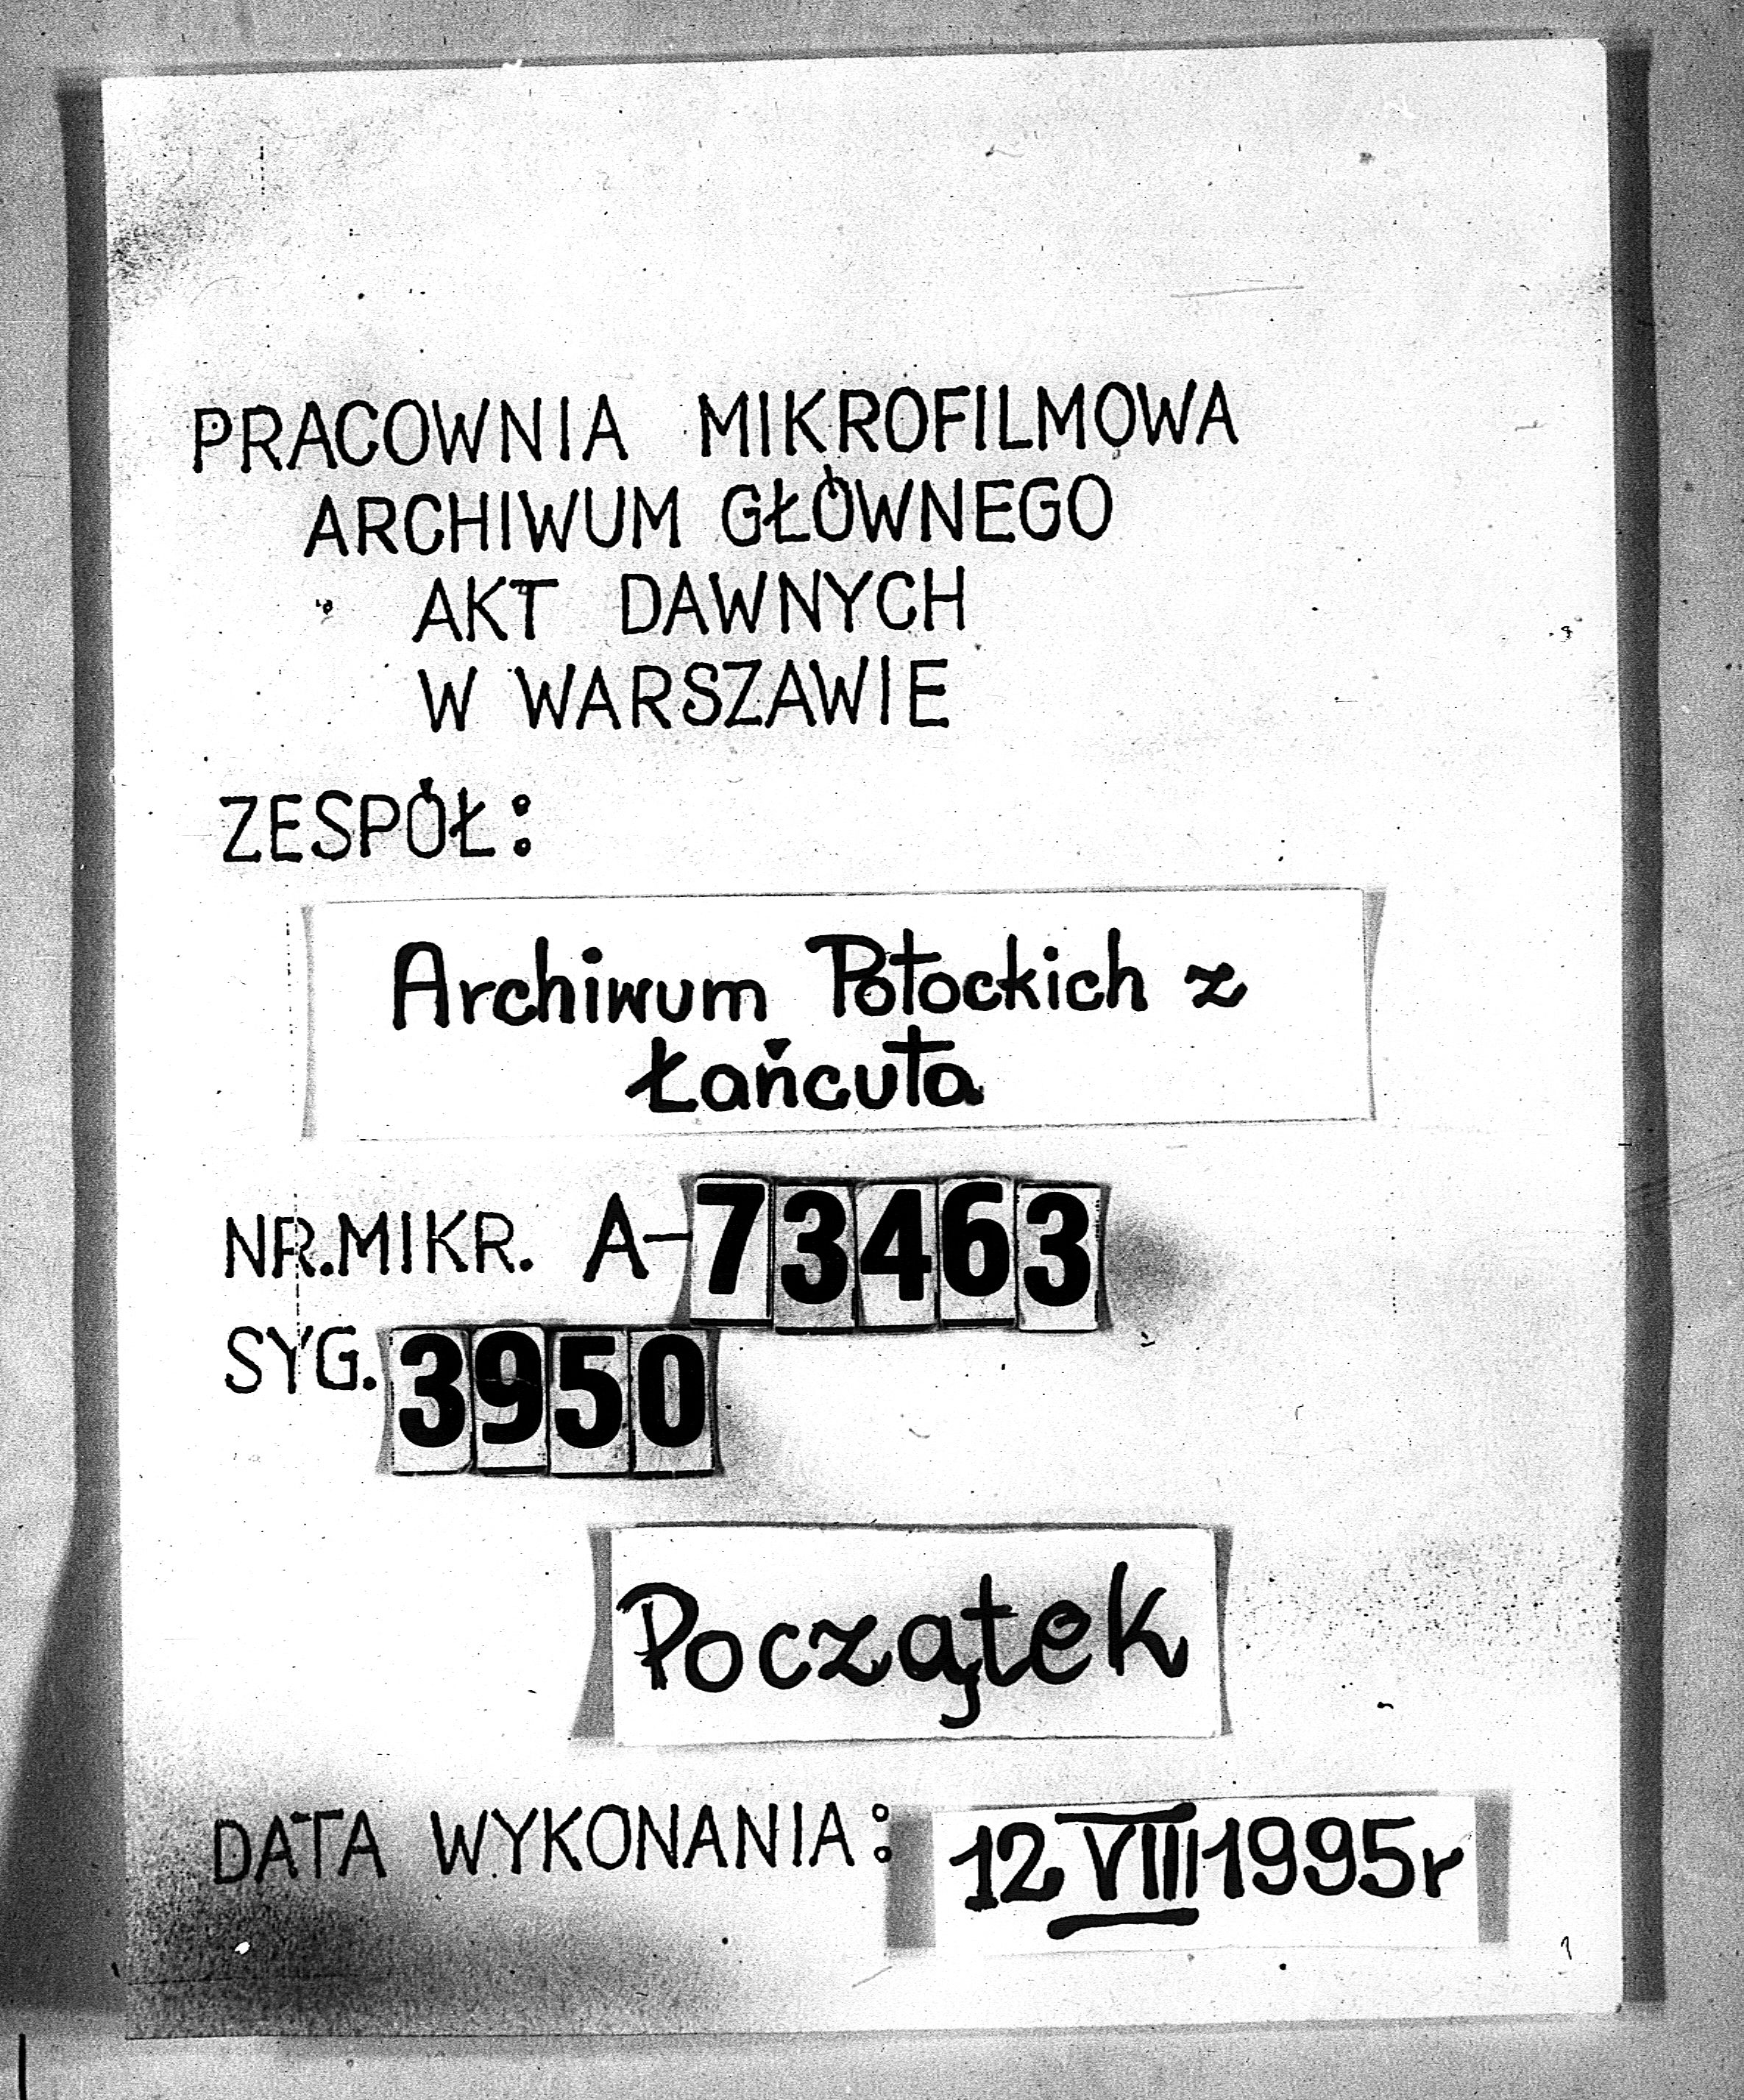 PRACOWNIA MIKROFILMOWA
ARCHIWUM GŁÓWNEGO
AKT DAWNYCH
W WARSZAWIE
ZESPÓŁ:
Archiwum Potockich z
Łańcuta
NR.MIKR. A-73463
SYG. 3950
Początek
DATA WYKONANIA: 12 VIII 1995r